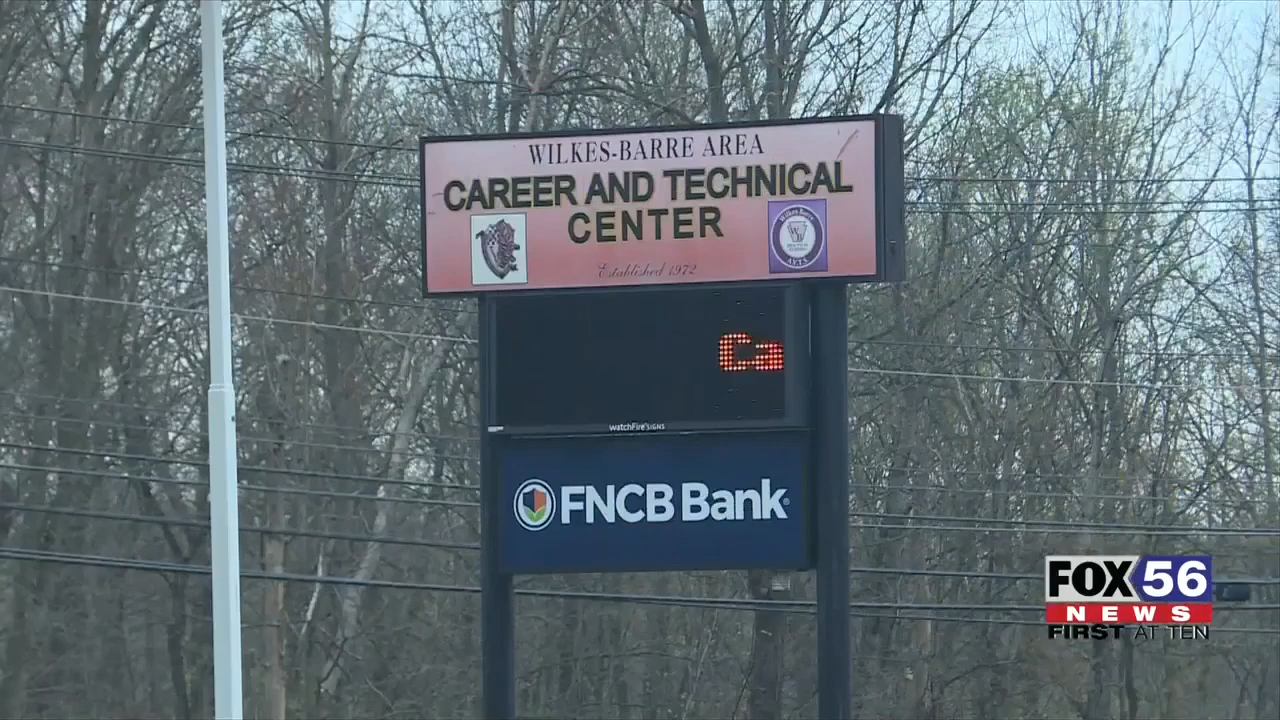 WILKES-BARRE AREA
CAREER AND TECHNICAL
CENTER
Established 1972
Ca
watchFire SIGNS
FNCB Bank
FOX 56
NEWS
FIRST AT TEN